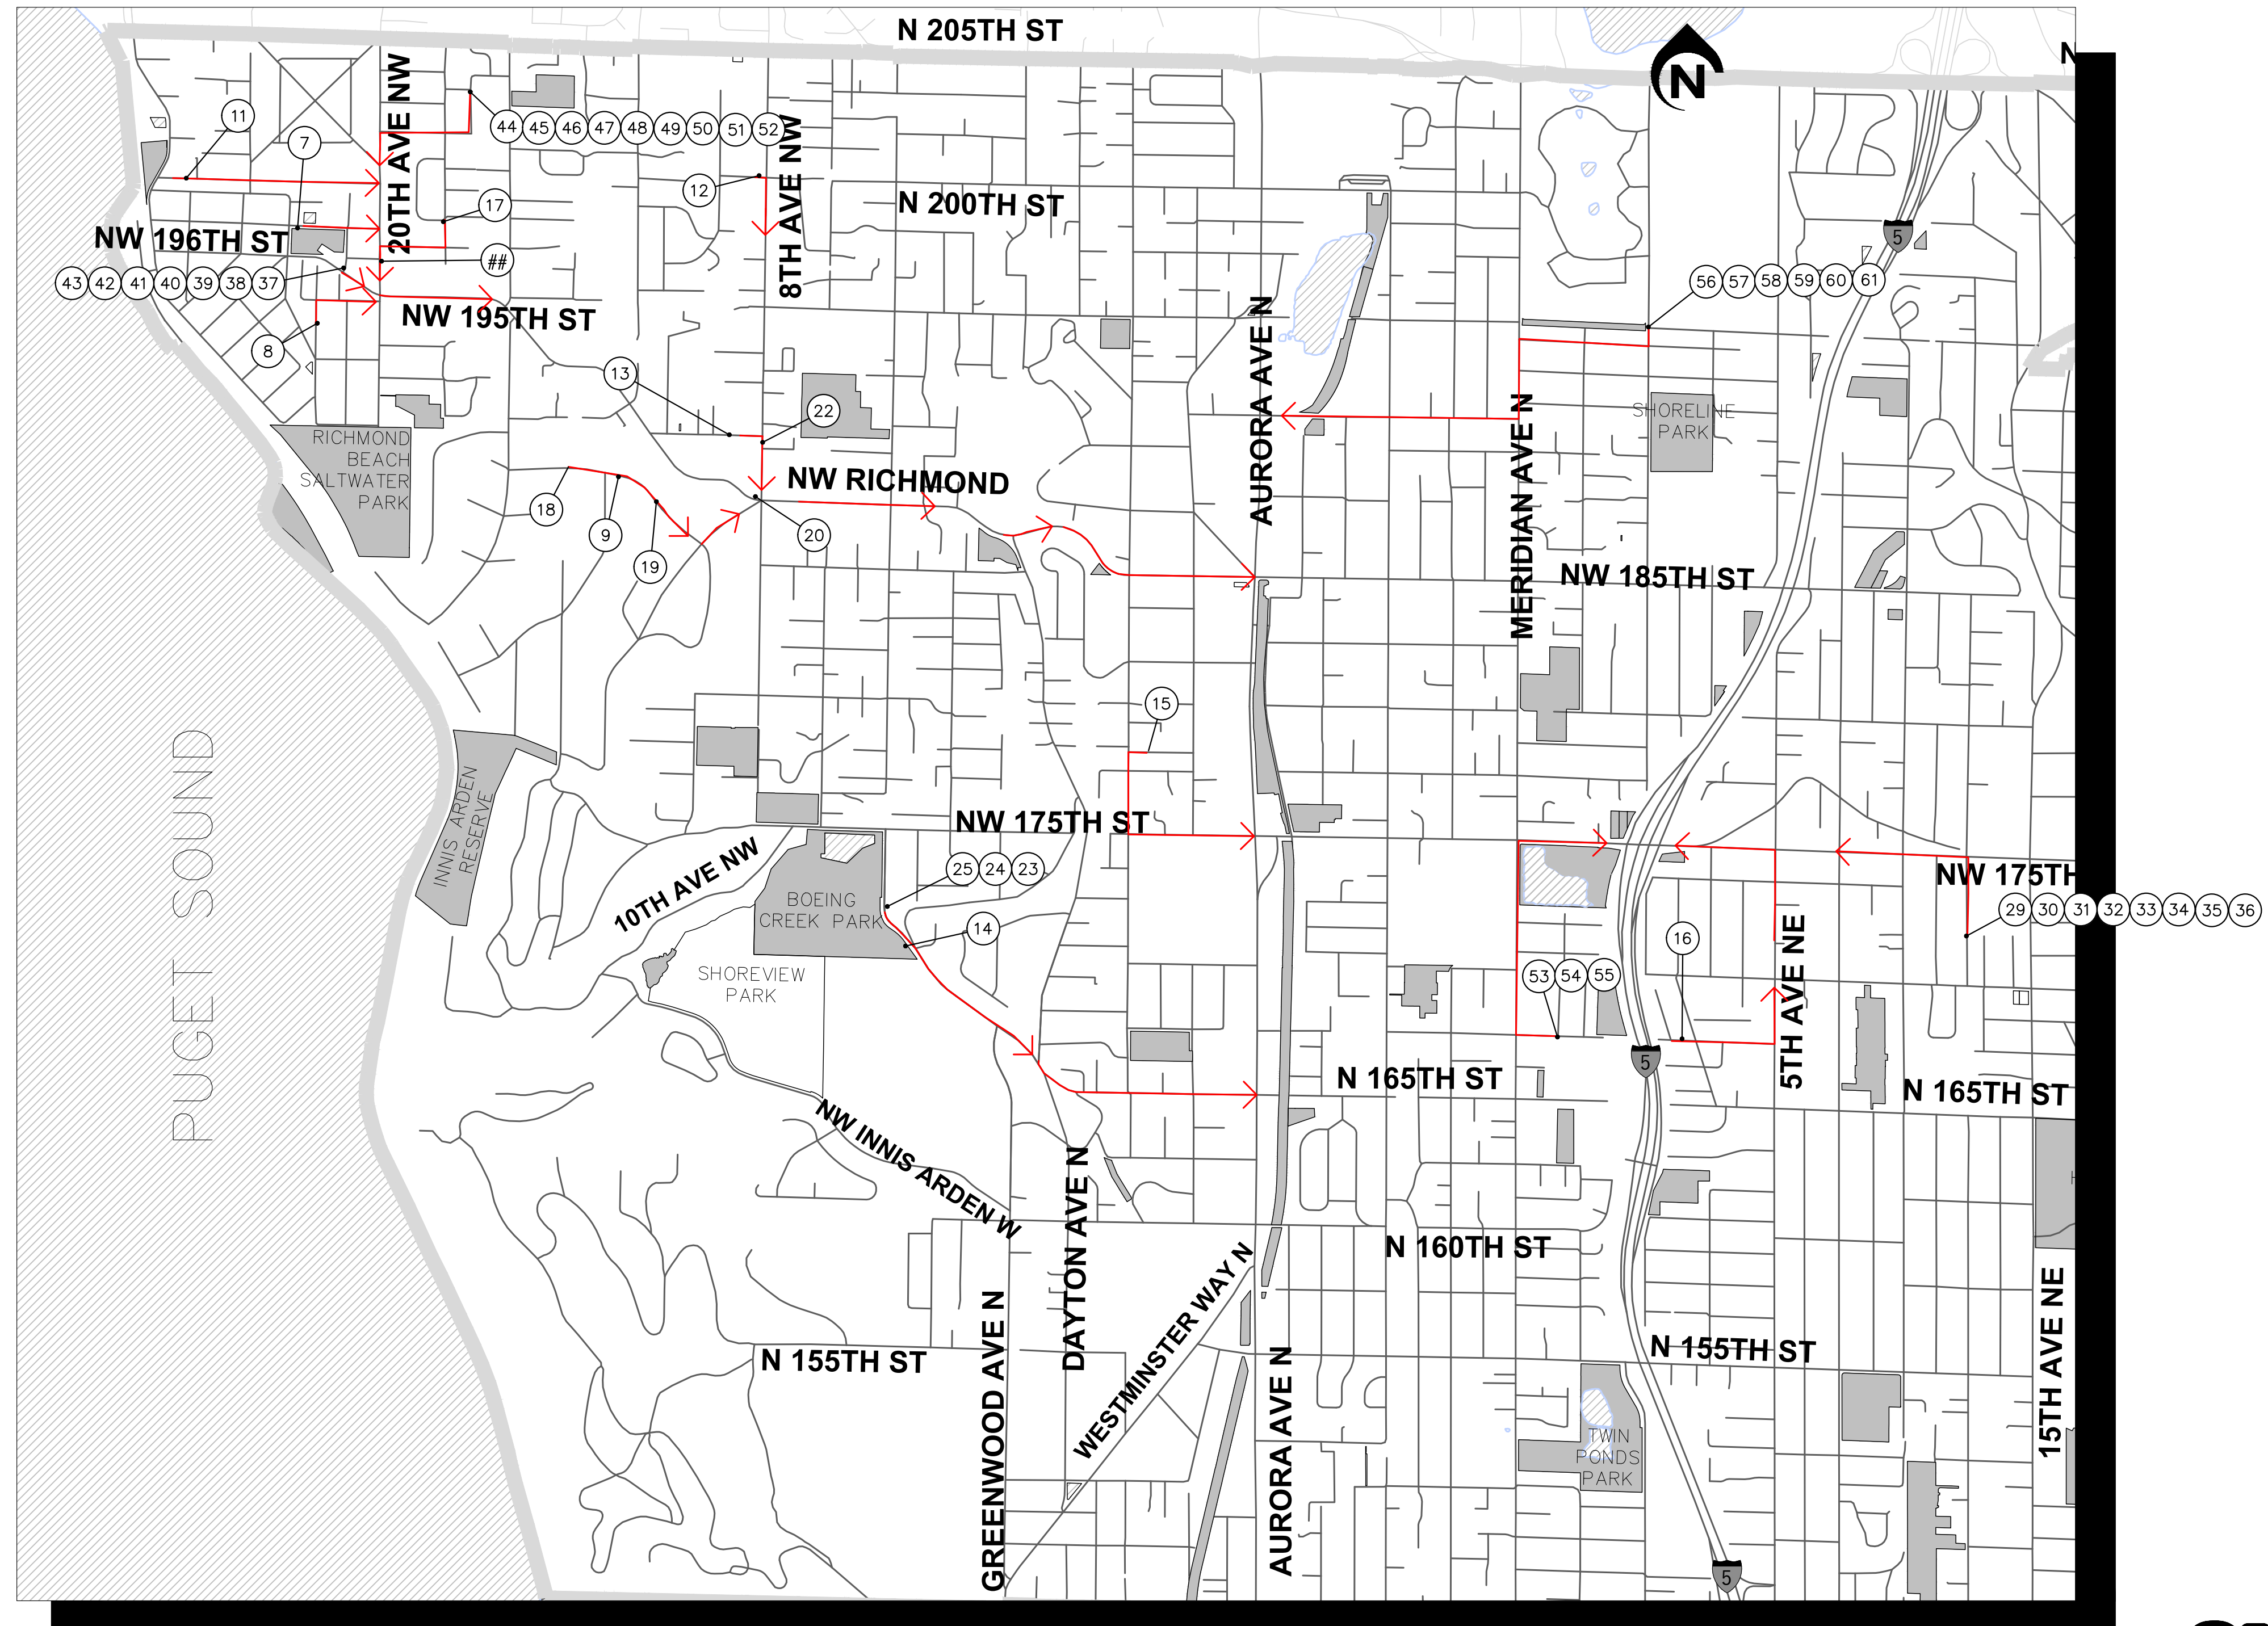 N 205TH ST
N
N
20TH AVE NW
11
7
44 45 46 47 48 49 50 51 52
8TH AVE NW
12
N 200TH ST
17
NW 196TH ST
5
##
43 42 41 40 39 38 37
56 57 58 59 60 61
NW 195TH ST
AURORA AVE N
8
13
22
MERIDIAN AVE N
SHORELINE
PARK
RICHMOND
BEACH
SALTWATER
PARK
NW RICHMOND
18
9
20
19
NW 185TH ST
15
PUGET SOUND
INNIS ARDEN
RESERVE
NW 175TH ST
10TH AVE NW
25 24 23
BOEING
CREEK PARK
14
NW 175TH
29 30 31 32 33 34 35 36
16
5TH AVE NE
SHOREVIEW
PARK
53 54 55
5
N 165TH ST
N 165TH ST
NW INNIS ARDEN W
DAYTON AVE N
N 160TH ST
WESTMINSTER WAY N
GREENWOOD AVE N
15TH AVE NE
N 155TH ST
N 155TH ST
AURORA AVE N
TWIN
PONDS
PARK
5